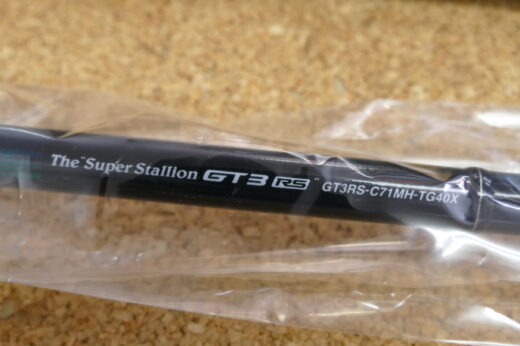 The "Super Stallion GT3 RS" GT3RS-C71MH-TG40X